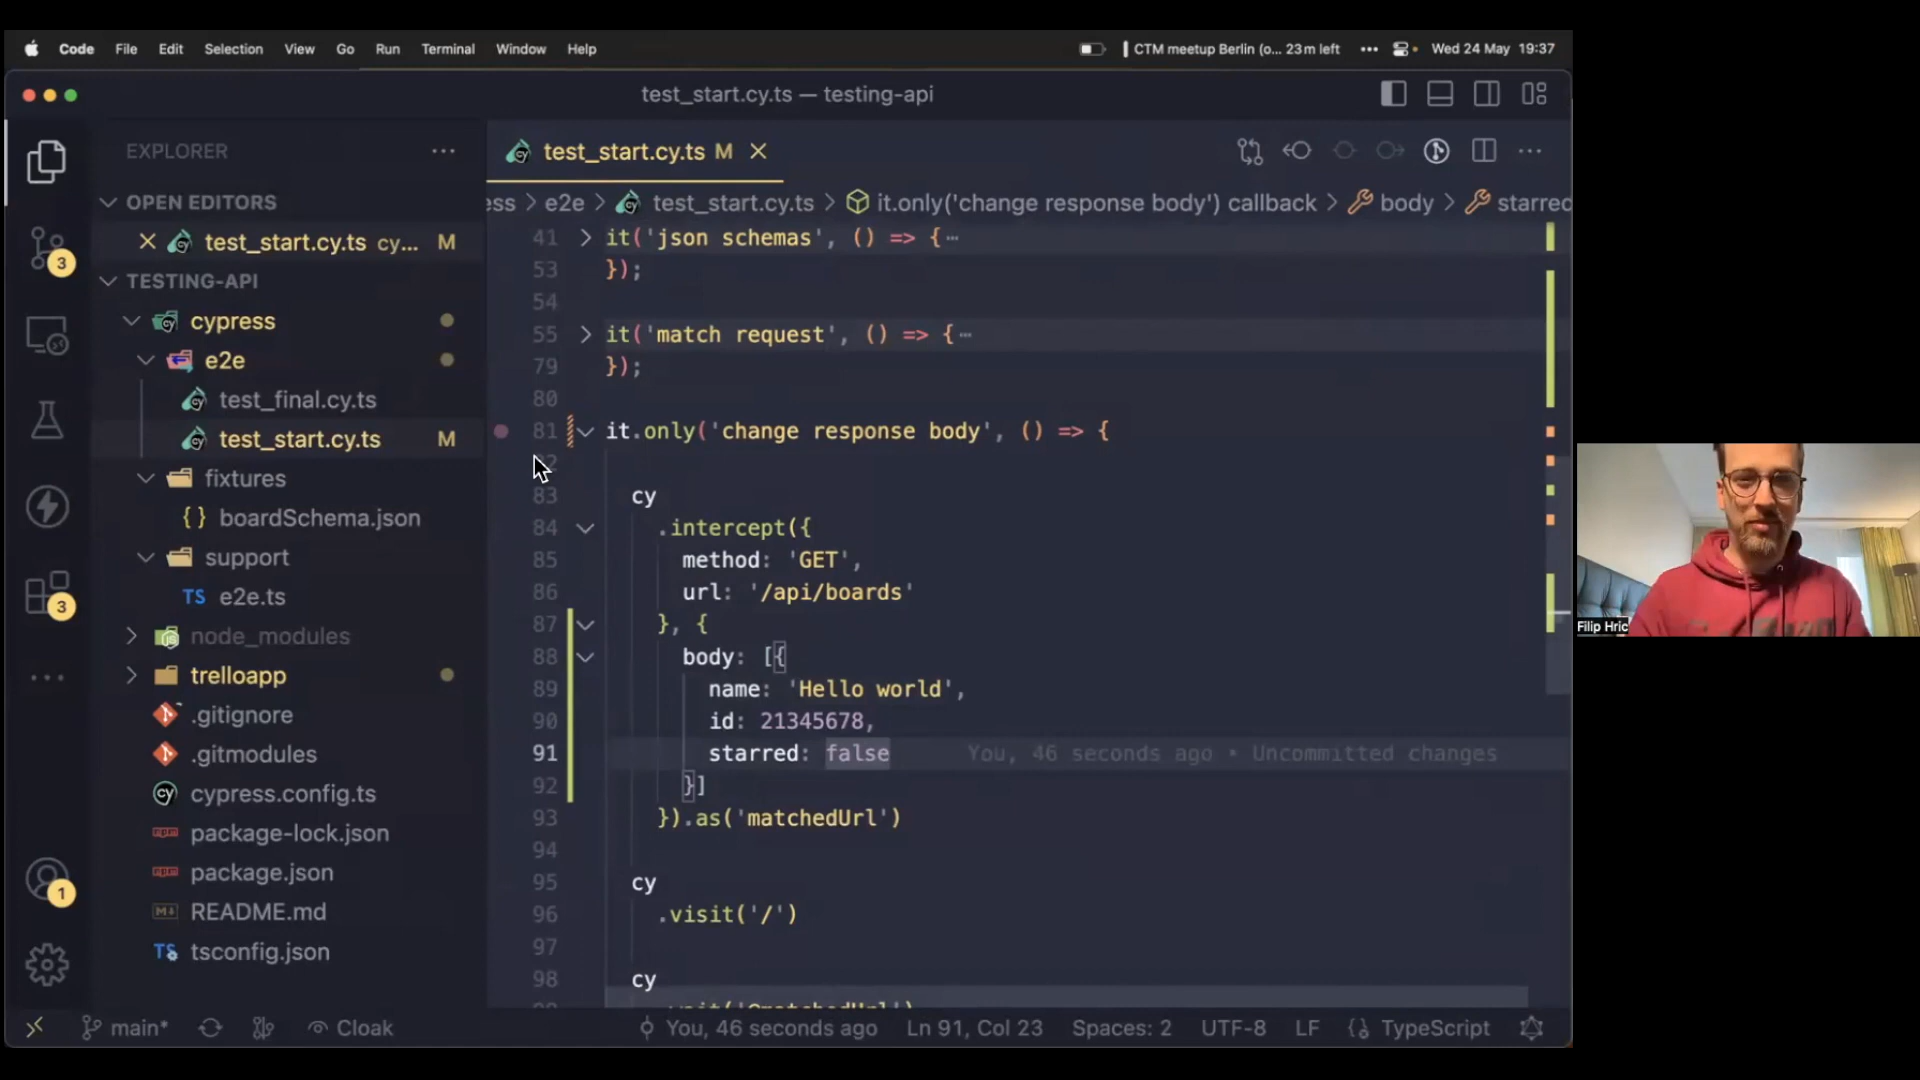 Code File Edit Selection View Go Run Terminal Window Help CTM meetup Berlin (o... 23 m left ••• Wed 24 May 19:37
test_start.cy.ts — testing-api
EXPLORER ···
test_start.cy.ts M
OPEN EDITORS
test_start.cy.ts cy... M
TESTING-API
cypress
e2e
test_final.cy.ts
test_start.cy.ts M
fixtures
{} boardSchema.json
support
TS e2e.ts
node_modules
trelloapp
.gitignore
.gitmodules
cypress.config.ts
package-lock.json
package.json
README.md
TS tsconfig.json
3
3
1
ess > e2e > test_start.cy.ts > it.only('change response body') callback > body > starred
41 it('json schemas', () => {···
53 });
54
55 it('match request', () => {···
79 });
80
81 it.only('change response body', () => {
83 cy
84 .intercept({
85 method: 'GET',
86 url: '/api/boards'
87 }, {
88 body: [{
89 name: 'Hello world',
90 id: 21345678,
91 starred: false You, 46 seconds ago • Uncommitted changes
92 }]
93 }).as('matchedUrl')
94
95 cy
96 .visit('/')
97
98 cy
main* Cloak You, 46 seconds ago Ln 91, Col 23 Spaces: 2 UTF-8 LF {} TypeScript
Filip Hric